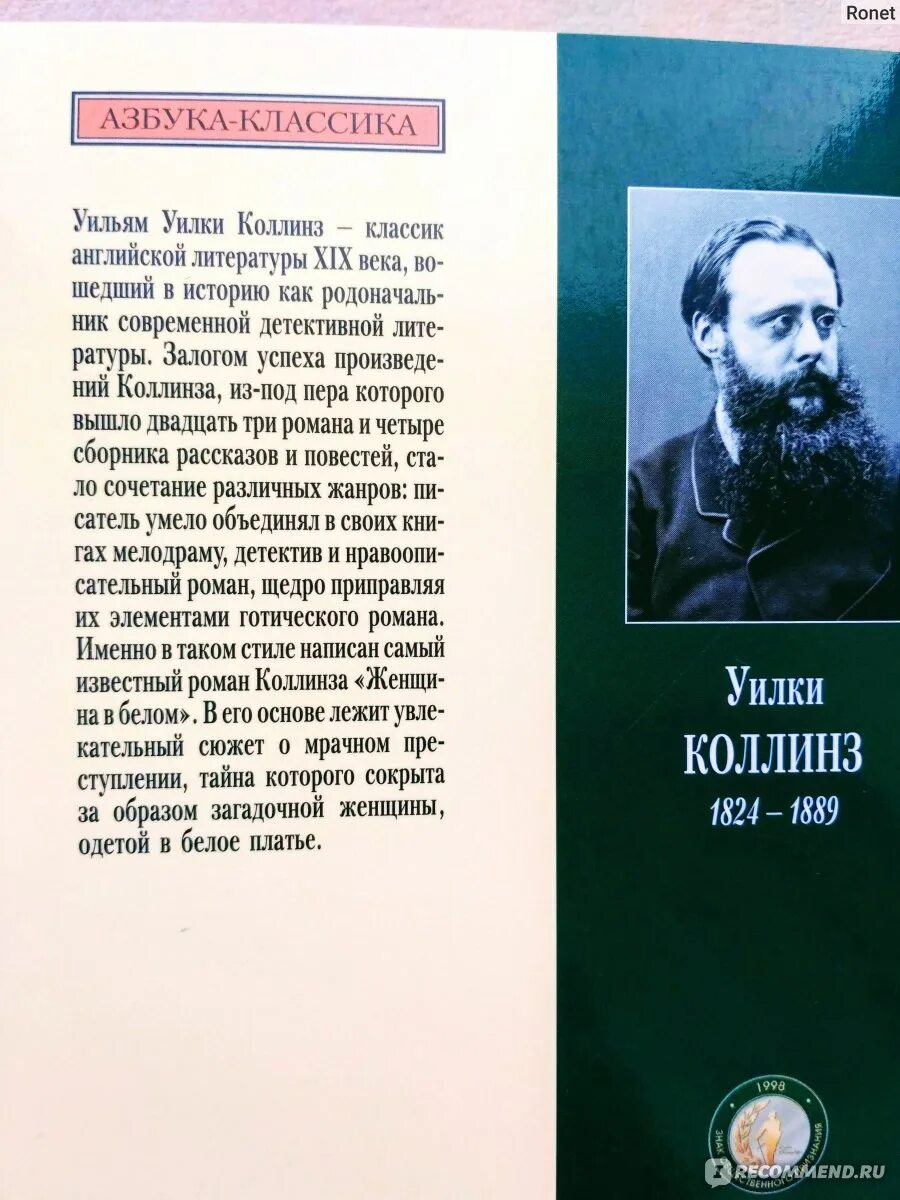 Ronet
АЗБУКА-КЛАССИКА
Уильям Уилки Коллинз – классик
английской литературы XIX века, во-
шедший в историю как родоначаль-
ник современной детективной лите-
ратуры. Залогом успеха произведе-
ний Коллинза, из-под пера которого
вышло двадцать три романа и четыре
сборника рассказов и повестей, ста-
ло сочетание различных жанров: пи-
сатель умело объединял в своих кни-
гах мелодраму, детектив и нравоопи-
сательный роман, щедро приправляя
их элементами готического романа.
Именно в таком стиле написан самый
известный роман Коллинза «Женщи-
на в белом». В его основе лежит увле-
кательный сюжет о мрачном пре-
ступлении, тайна которого сокрыта
за образом загадочной женщины,
одетой в белое платье.
Уилки
КОЛЛИНЗ
1824 – 1889
1998
ЗНАК
RECOMMEND.RU